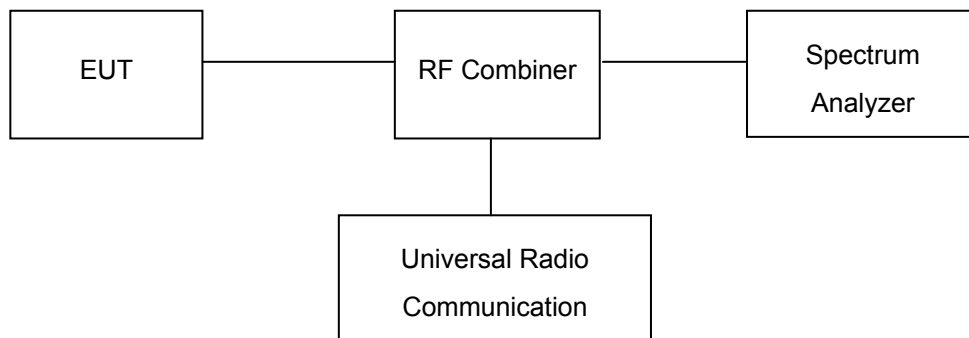 EUT
RF Combiner
Spectrum
Analyzer
Universal Radio
Communication